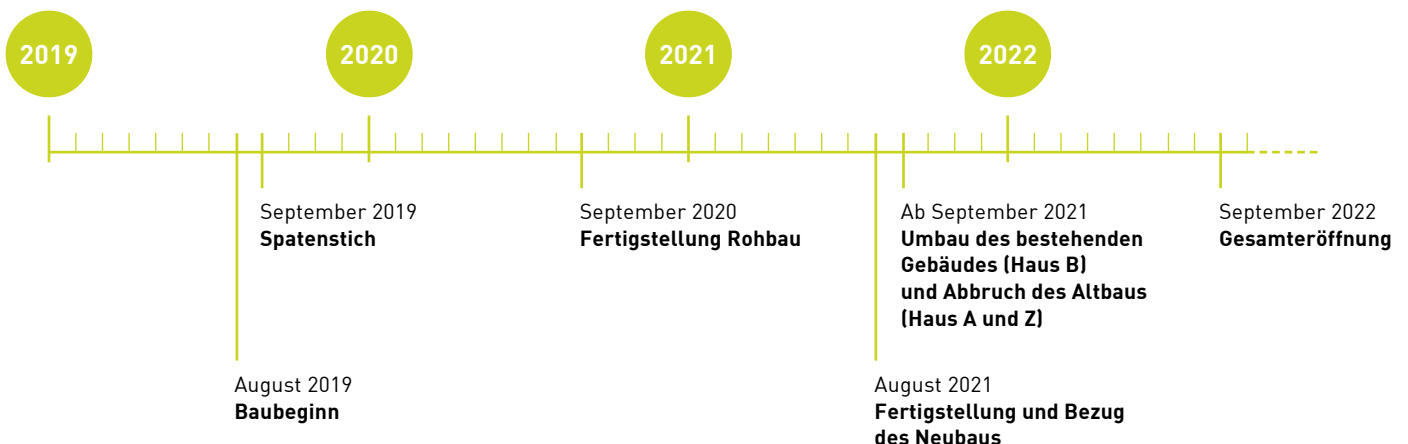 2019
2020
2021
2022
September 2019
Spatenstich
September 2020
Fertigstellung Rohbau
Ab September 2021
Umbau des bestehenden
Gebäudes (Haus B)
und Abbruch des Altbaus
(Haus A und Z)
September 2022
Gesamteröffnung
August 2019
Baubeginn
August 2021
Fertigstellung und Bezug
des Neubaus